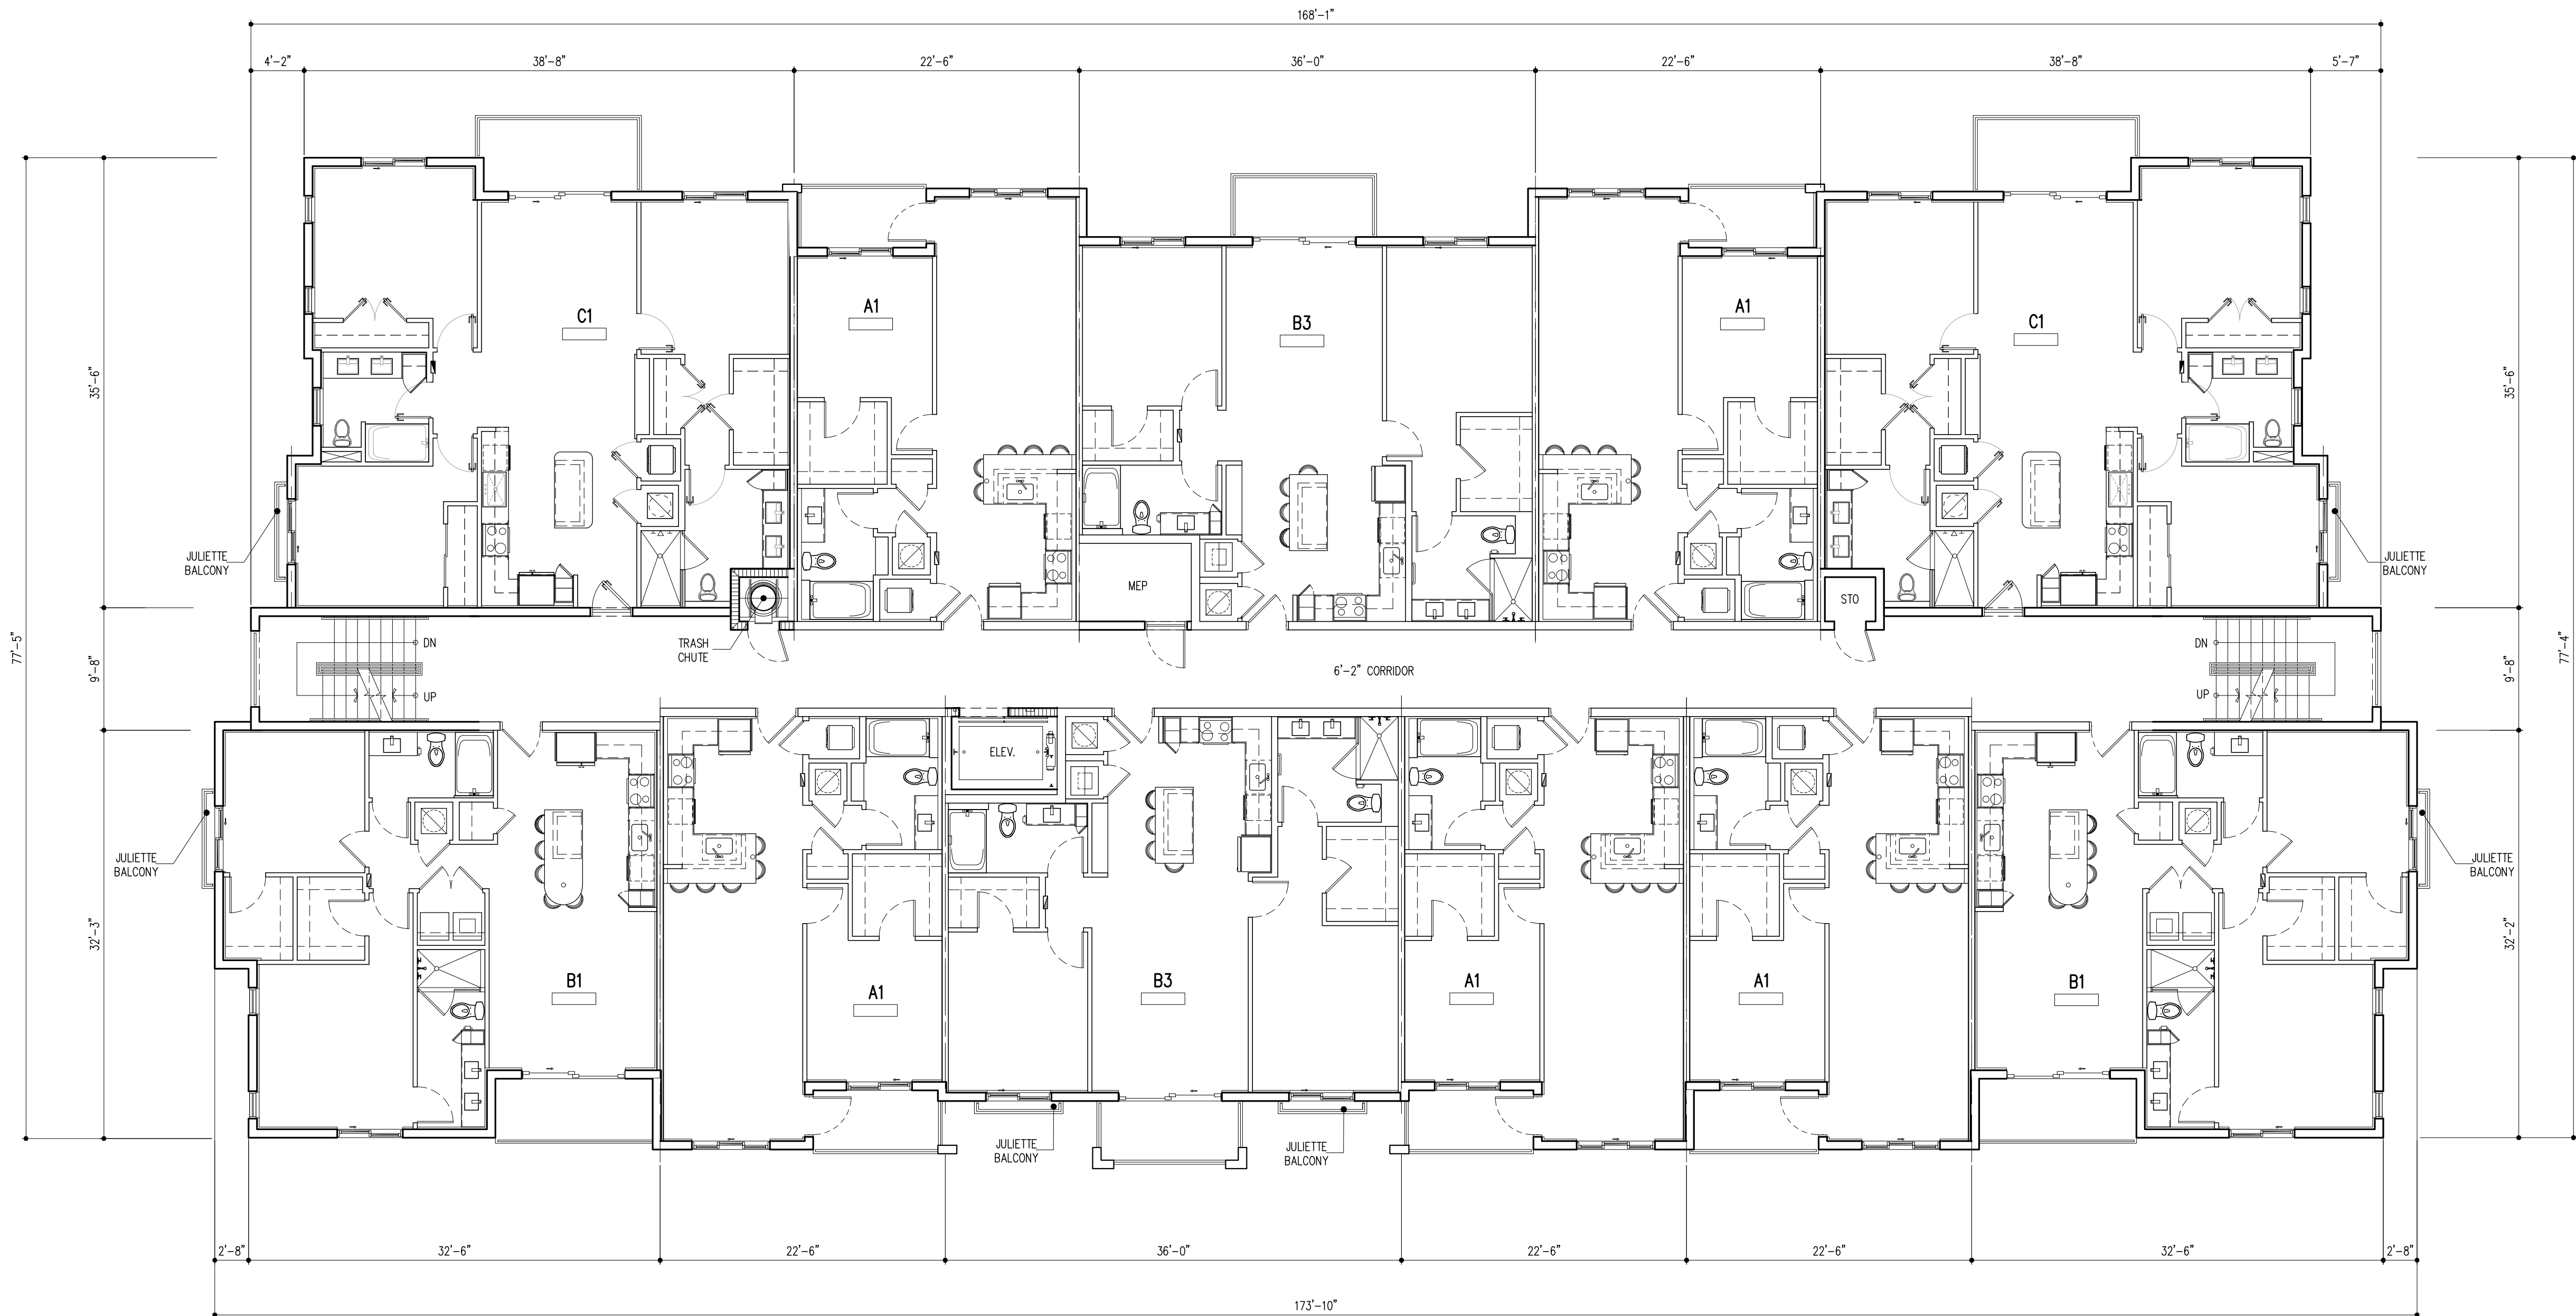 168'-1"
4'-2"
38'-8"
22'-6"
36'-0"
22'-6"
38'-8"
5'-7"
C1
A1
B3
A1
C1
35'-6"
35'-6"
JULIETTE
BALCONY
JULIETTE
BALCONY
MEP
STO
TRASH
CHUTE
77'-5"
9'-8"
DN
UP
6'-2" CORRIDOR
DN
UP
9'-8"
77'-4"
ELEV.
JULIETTE
BALCONY
JULIETTE
BALCONY
32'-3"
32'-2"
B1
A1
B3
A1
A1
B1
JULIETTE
BALCONY
JULIETTE
BALCONY
2'-8"
32'-6"
22'-6"
36'-0"
22'-6"
22'-6"
32'-6"
2'-8"
173'-10"